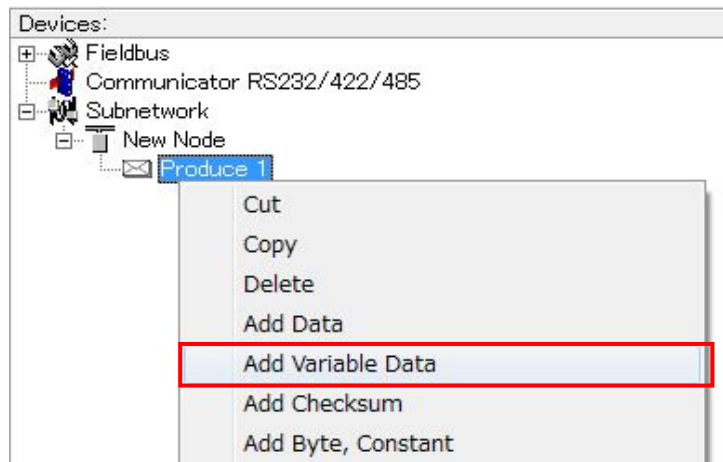 Devices:
Fieldbus
Communicator RS232/422/485
Subnetwork
New Node
Produce 1
Cut
Copy
Delete
Add Data
Add Variable Data
Add Checksum
Add Byte, Constant